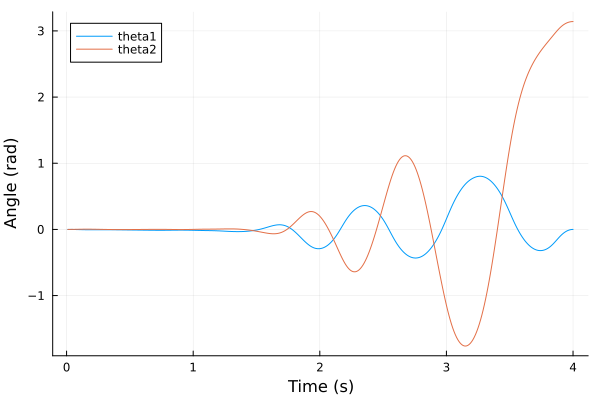 theta1
theta2
Angle (rad)
3
2
1
0
−1
0 1 2 3 4
Time (s)